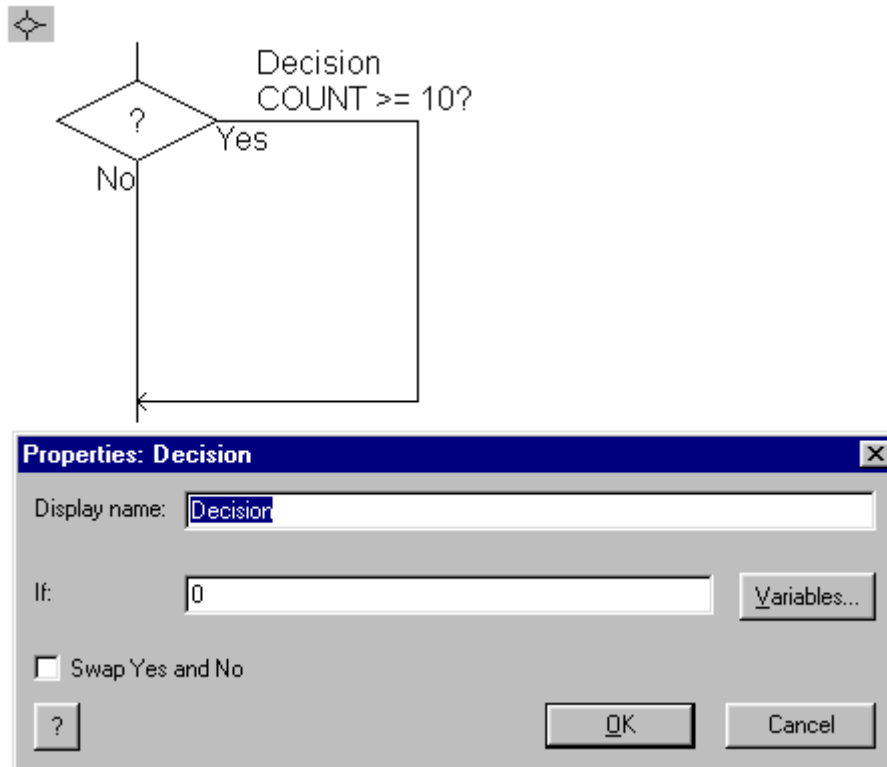 Decision
COUNT >= 10?
?
Yes
No
Properties: Decision
Display name: Decision
If: 0 Variables...
Swap Yes and No
? OK Cancel